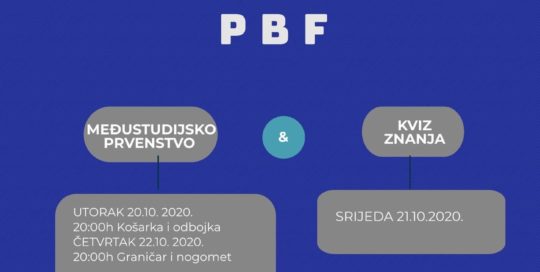 PBF
MEĐUSTUDIJSKO
PRVENSTVO
&
KVIZ
ZNANJA
UTORAK 20.10. 2020.
20:00h Košarka i odbojka
ČETVRTAK 22.10. 2020.
20:00h Graničar i nogomet
SRIJEDA 21.10.2020.